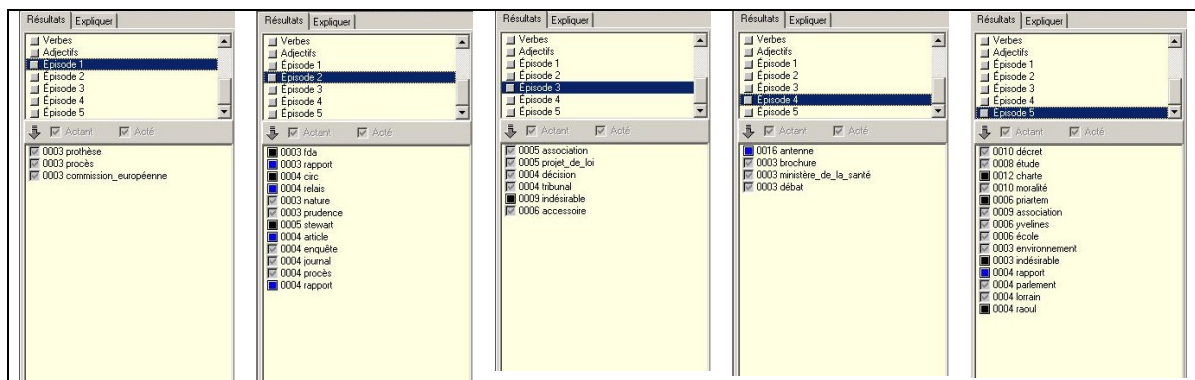 Résultats Expliquer
Verbes
Adjectifs
Épisode 1
Épisode 2
Épisode 3
Épisode 4
Épisode 5
Actant Acté
0003 prothèse
0003 procès
0003 commission_européenne
Résultats Expliquer
Verbes
Adjectifs
Épisode 1
Épisode 2
Épisode 3
Épisode 4
Épisode 5
Actant Acté
0003 fda
0003 rapport
0004 circ
0004 relais
0003 nature
0003 prudence
0005 stewart
0004 article
0004 enquête
0004 journal
0004 procès
0004 rapport
Résultats Expliquer
Verbes
Adjectifs
Épisode 1
Épisode 2
Épisode 3
Épisode 4
Épisode 5
Actant Acté
0005 association
0005 projet_de_loi
0004 décision
0004 tribunal
0009 indésirable
0006 accessoire
Résultats Expliquer
Verbes
Adjectifs
Épisode 1
Épisode 2
Épisode 3
Épisode 4
Épisode 5
Actant Acté
0016 antenne
0003 brochure
0003 ministère_de_la_santé
0003 débat
Résultats Expliquer
Verbes
Adjectifs
Épisode 1
Épisode 2
Épisode 3
Épisode 4
Épisode 5
Actant Acté
0010 décret
0008 étude
0012 charte
0010 moralité
0006 priartem
0009 association
0006 yvelines
0006 école
0003 environnement
0003 indésirable
0004 rapport
0004 parlement
0004 lorrain
0004 raoul